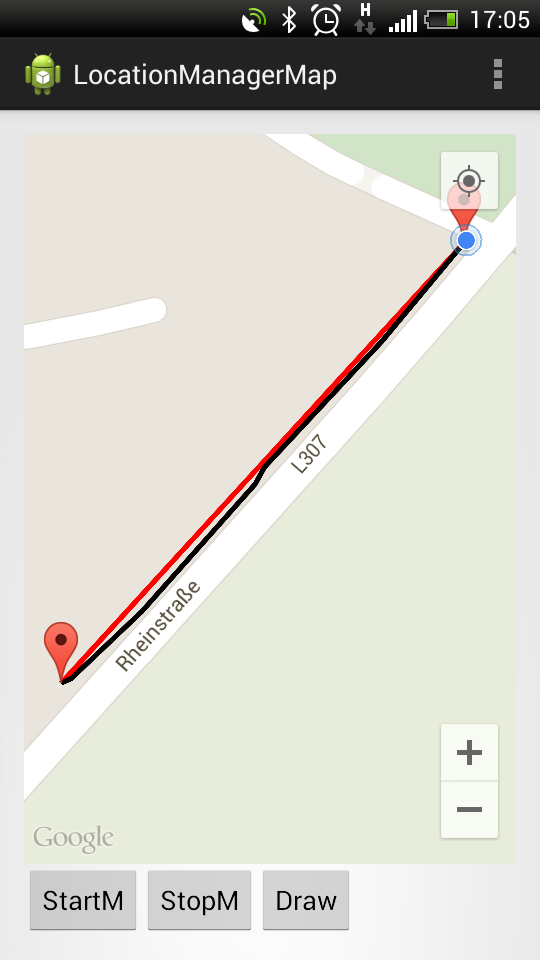 H
17:05
LocationManagerMap
L307
Rheinstraße
Google
StartM
StopM
Draw